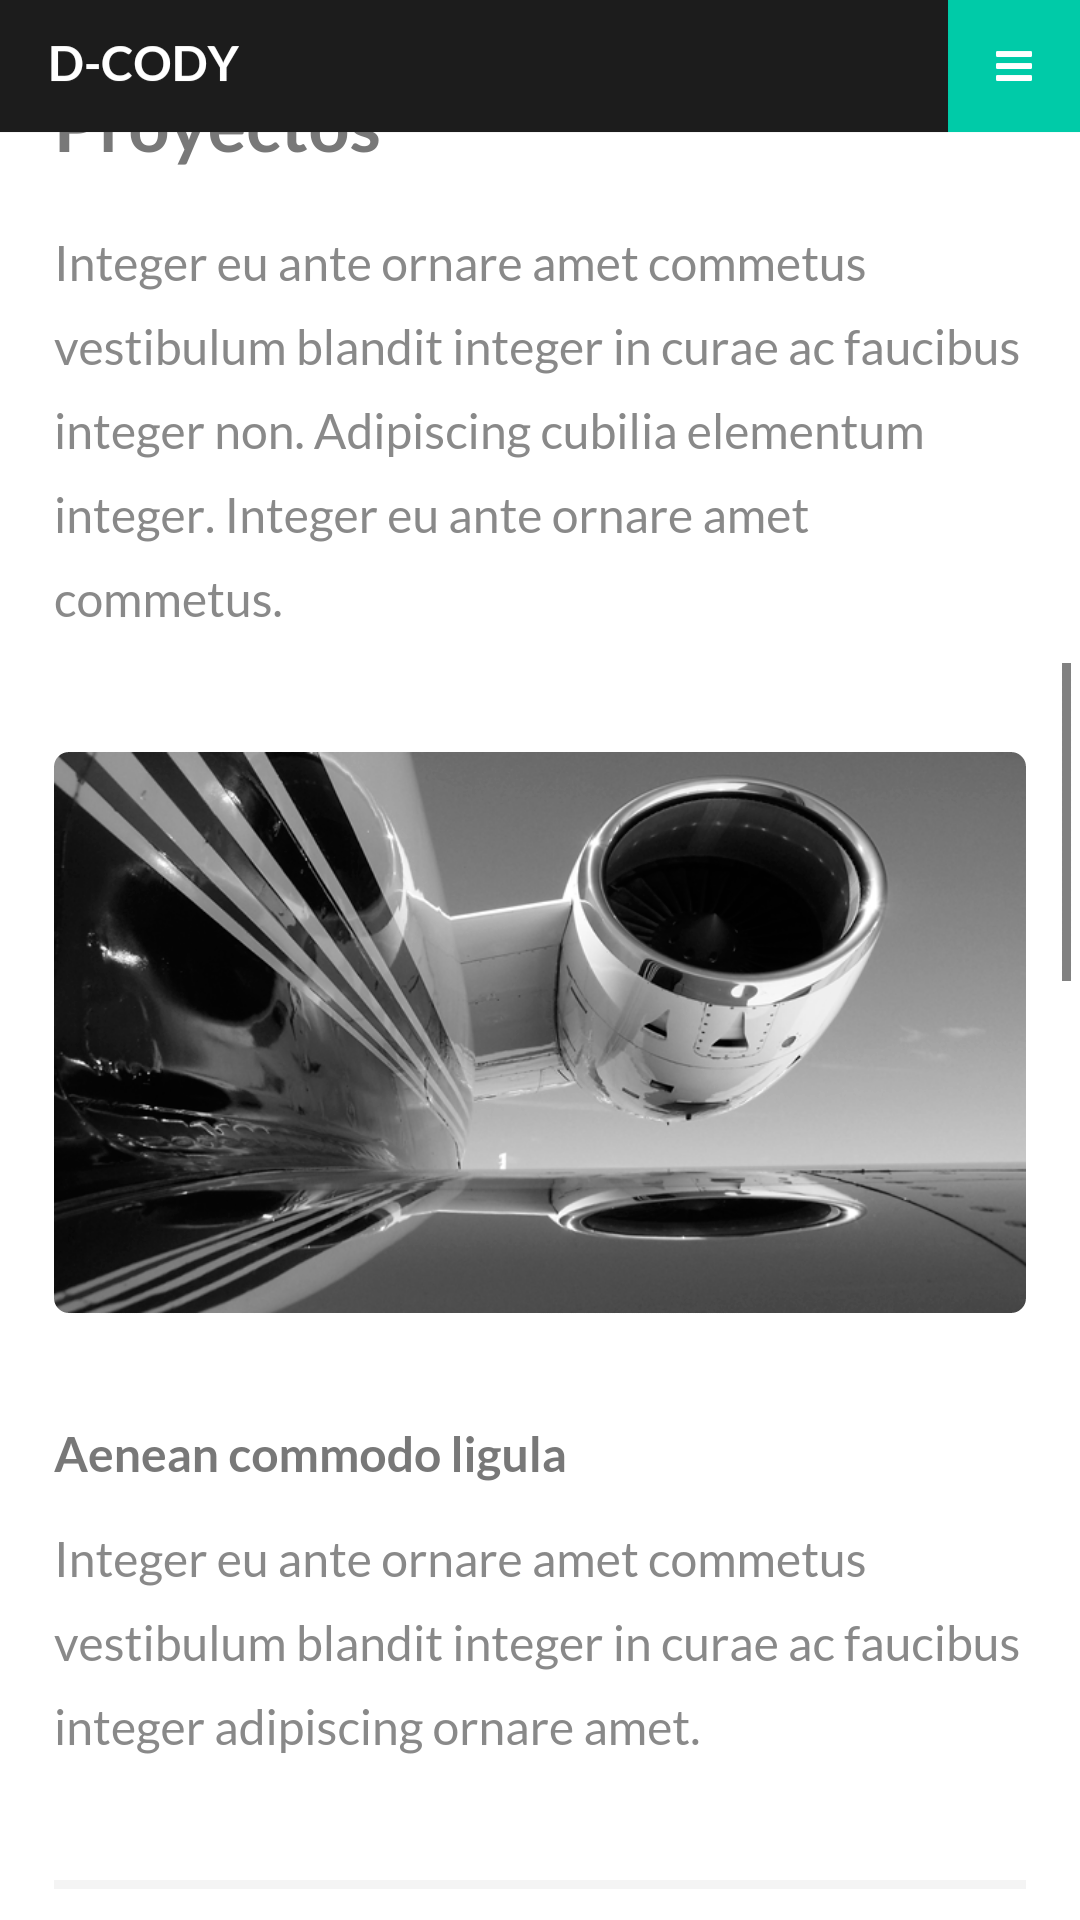 D-CODY
Proyectos
Integer eu ante ornare amet commetus
vestibulum blandit integer in curae ac faucibus
integer non. Adipiscing cubilia elementum
integer. Integer eu ante ornare amet
commetus.
Aenean commodo ligula
Integer eu ante ornare amet commetus
vestibulum blandit integer in curae ac faucibus
integer adipiscing ornare amet.